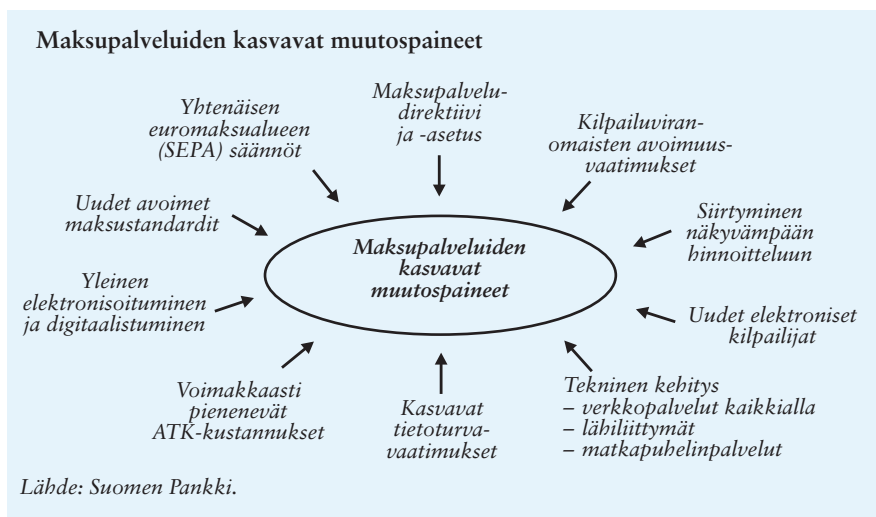 Maksupalveluiden kasvavat muutospaineet
Maksupalvelu-
direktiivi
ja -asetus
Yhtenäisen
euromaksualueen
(SEPA) säännöt
Kilpailuviran-
omaisten avoimuus-
vaatimukset
Uudet avoimet
maksustandardit
Siirtyminen
näkyvämpään
hinnoitteluun
Maksupalveluiden
kasvavat
muutospaineet
Yleinen
elektronisoituminen
ja digitaalistuminen
Uudet elektroniset
kilpailijat
Voimakkaasti
pienenevät
ATK-kustannukset
Kasvavat
tietoturva-
vaatimukset
Tekninen kehitys
– verkkopalvelut kaikkialla
– lähiliittymät
– matkapuhelinpalvelut
Lähde: Suomen Pankki.